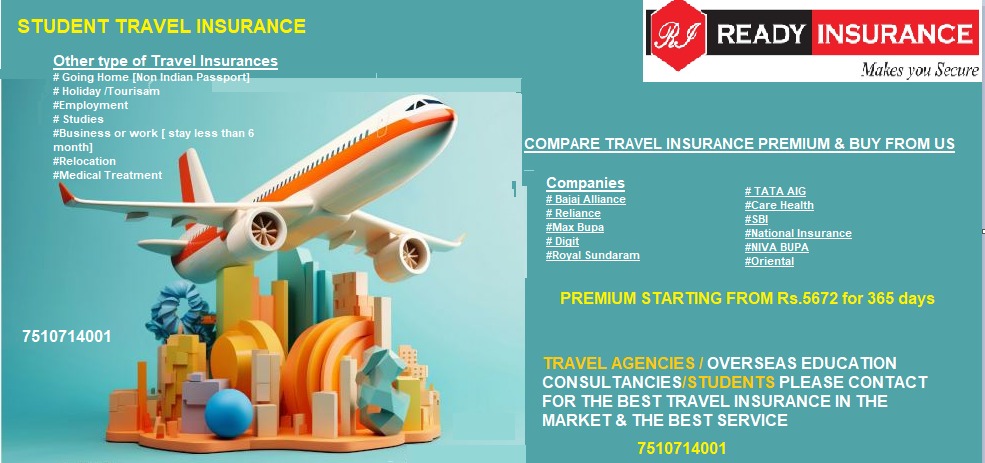 STUDENT TRAVEL INSURANCE
Other type of Travel Insurances
# Going Home [Non Indian Passport]
# Holiday /Tourisam
#Employment
# Studies
#Business or work [ stay less than 6
month]
#Relocation
#Medical Treatment
7510714001
RI READY INSURANCE
Makes you Secure
COMPARE TRAVEL INSURANCE PREMIUM & BUY FROM US
Companies
# Bajaj Alliance
# Reliance
#Max Bupa
# Digit
#Royal Sundaram
# TATA AIG
#Care Health
#SBI
#National Insurance
#NIVA BUPA
#Oriental
PREMIUM STARTING FROM Rs.5672 for 365 days
TRAVEL AGENCIES / OVERSEAS EDUCATION
CONSULTANCIES/STUDENTS PLEASE CONTACT
FOR THE BEST TRAVEL INSURANCE IN THE
MARKET & THE BEST SERVICE
7510714001